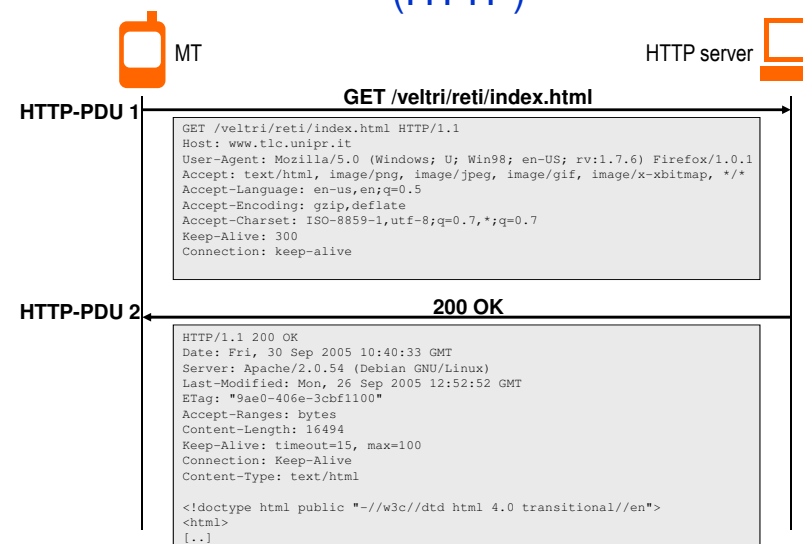 MT
HTTP server
GET /veltri/reti/index.html
HTTP-PDU 1
GET /veltri/reti/index.html HTTP/1.1
Host: www.tlc.unipr.it
User-Agent: Mozilla/5.0 (Windows; U; Win98; en-US; rv:1.7.6) Firefox/1.0.1
Accept: text/html, image/png, image/jpeg, image/gif, image/x-xbitmap, */*
Accept-Language: en-us,en;q=0.5
Accept-Encoding: gzip,deflate
Accept-Charset: ISO-8859-1,utf-8;q=0.7,*;q=0.7
Keep-Alive: 300
Connection: keep-alive
200 OK
HTTP-PDU 2
HTTP/1.1 200 OK
Date: Fri, 30 Sep 2005 10:40:33 GMT
Server: Apache/2.0.54 (Debian GNU/Linux)
Last-Modified: Mon, 26 Sep 2005 12:52:52 GMT
ETag: "9ae0-406e-3cbf1100"
Accept-Ranges: bytes
Content-Length: 16494
Keep-Alive: timeout=15, max=100
Connection: Keep-Alive
Content-Type: text/html
<!doctype html public "-//w3c//dtd html 4.0 transitional//en">
<html>
[..]